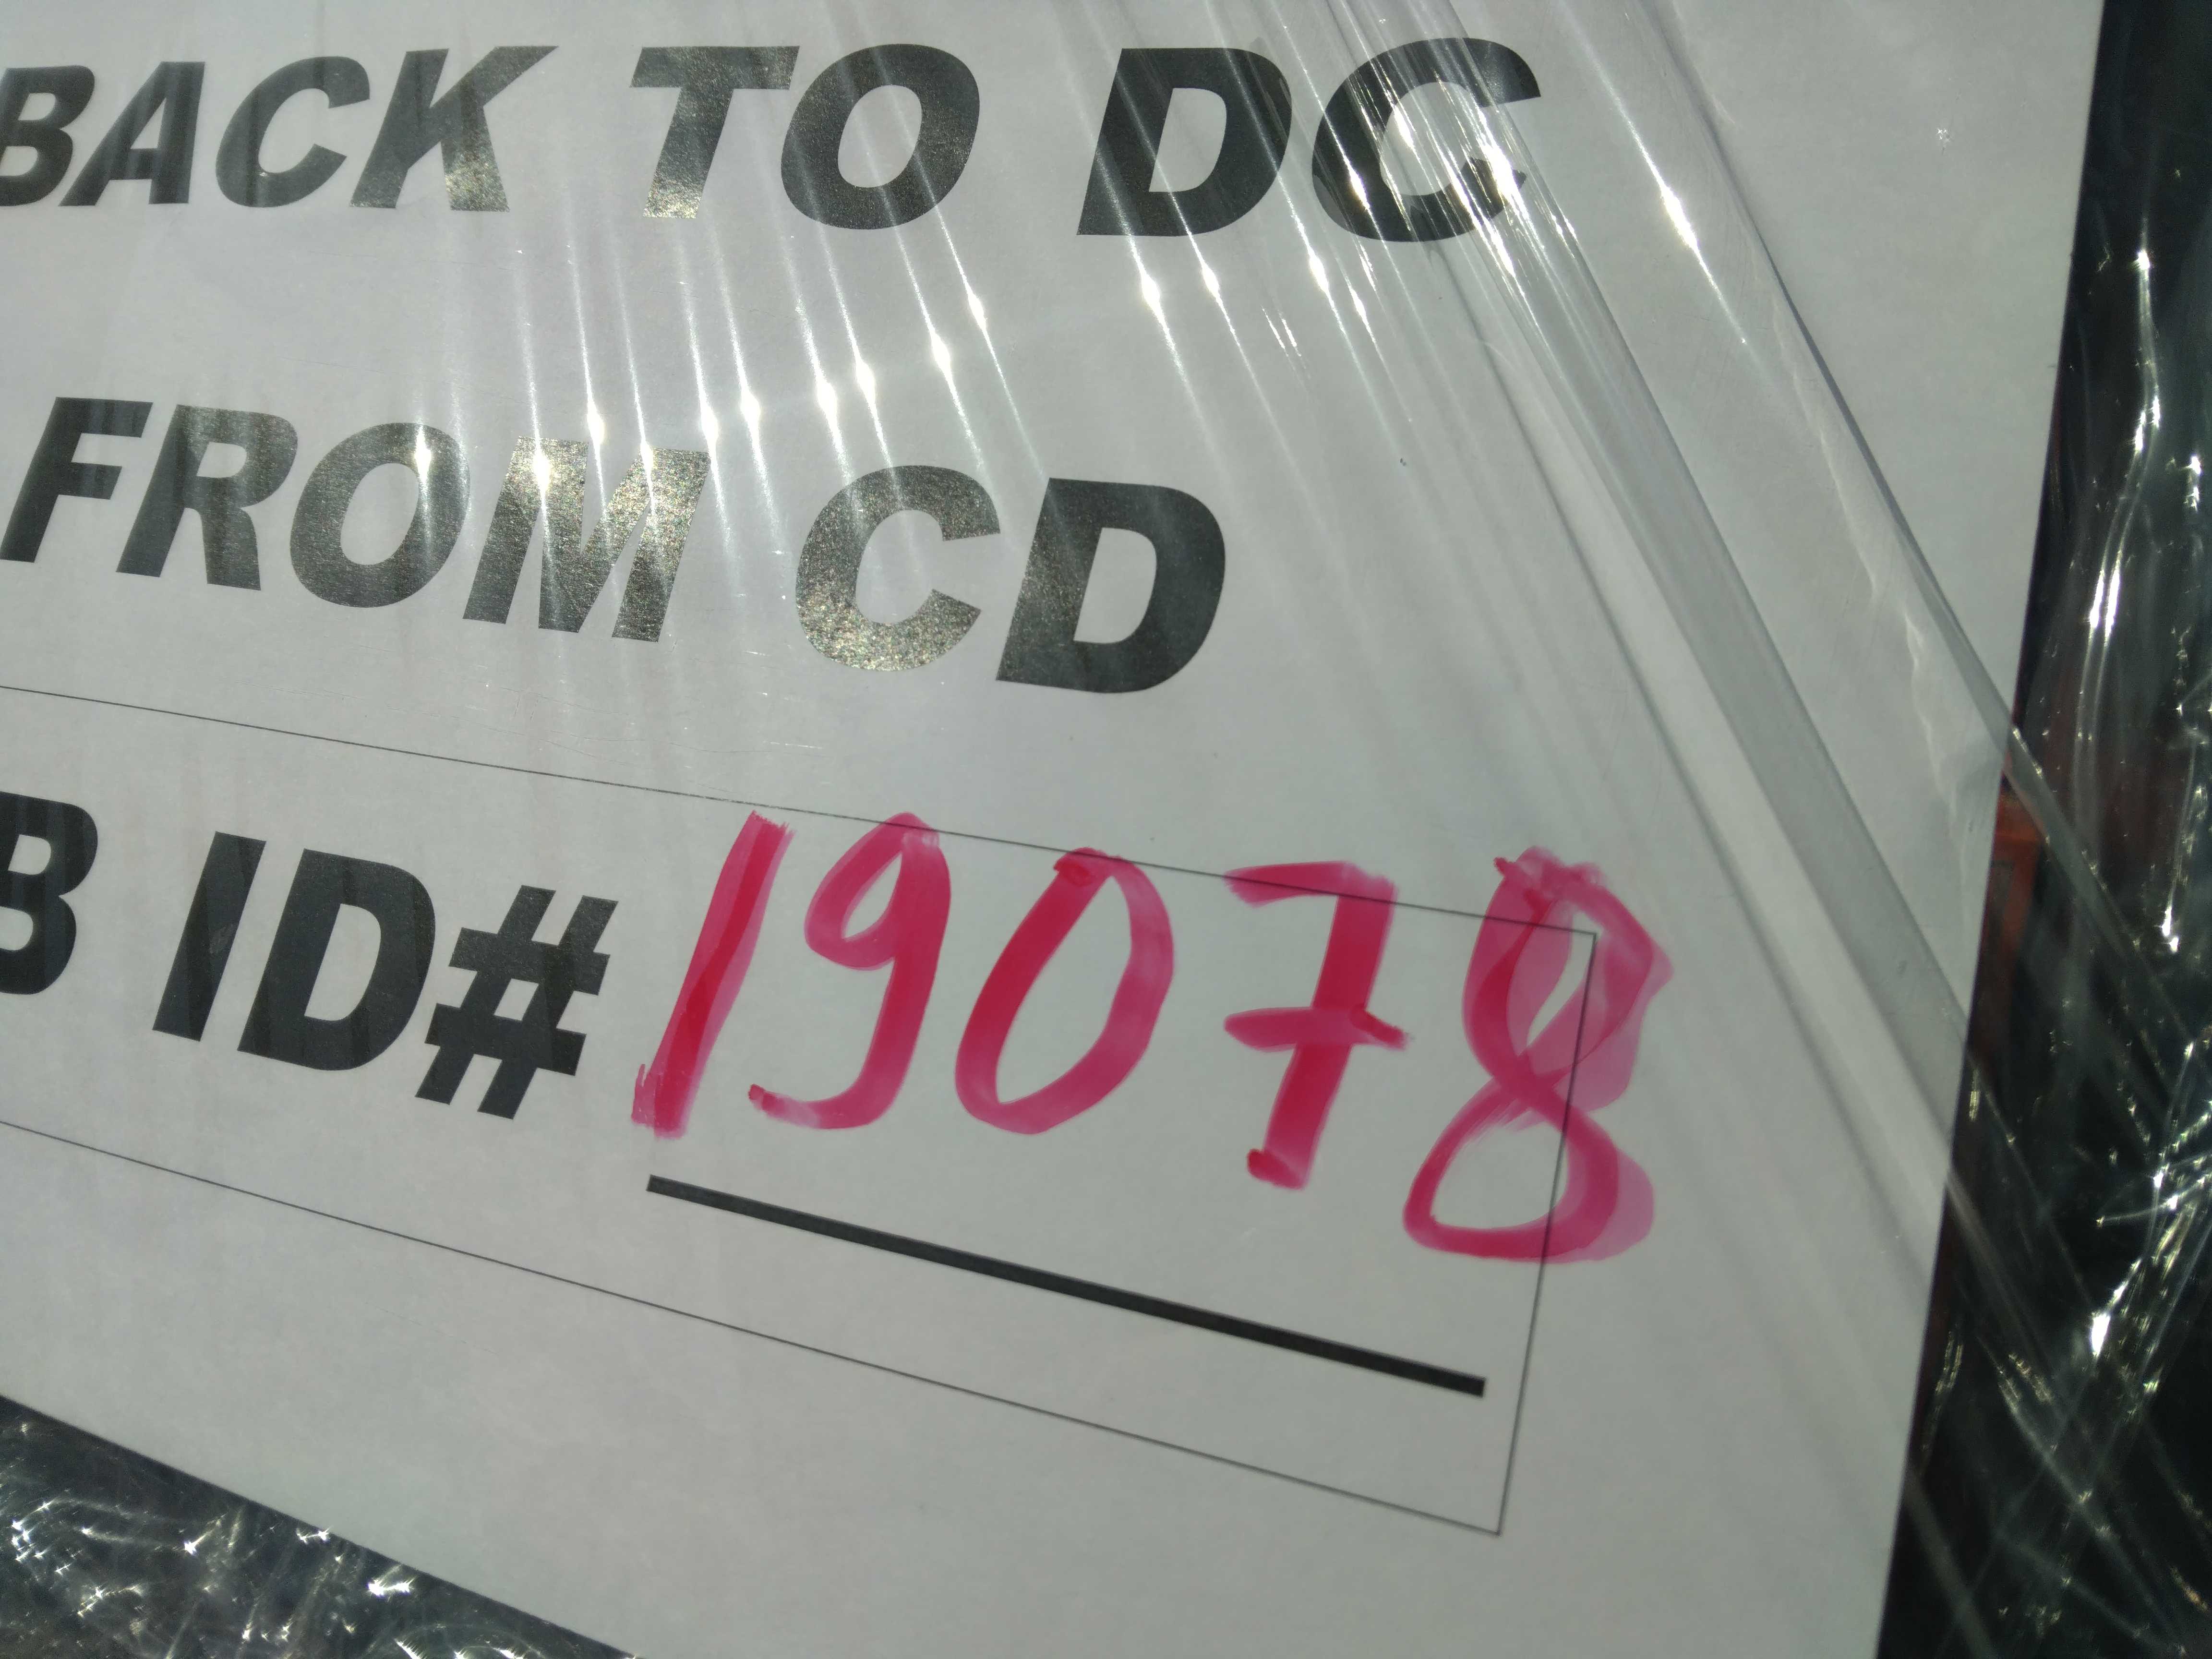 BACK TO DC
FROM CD
B ID# 19078